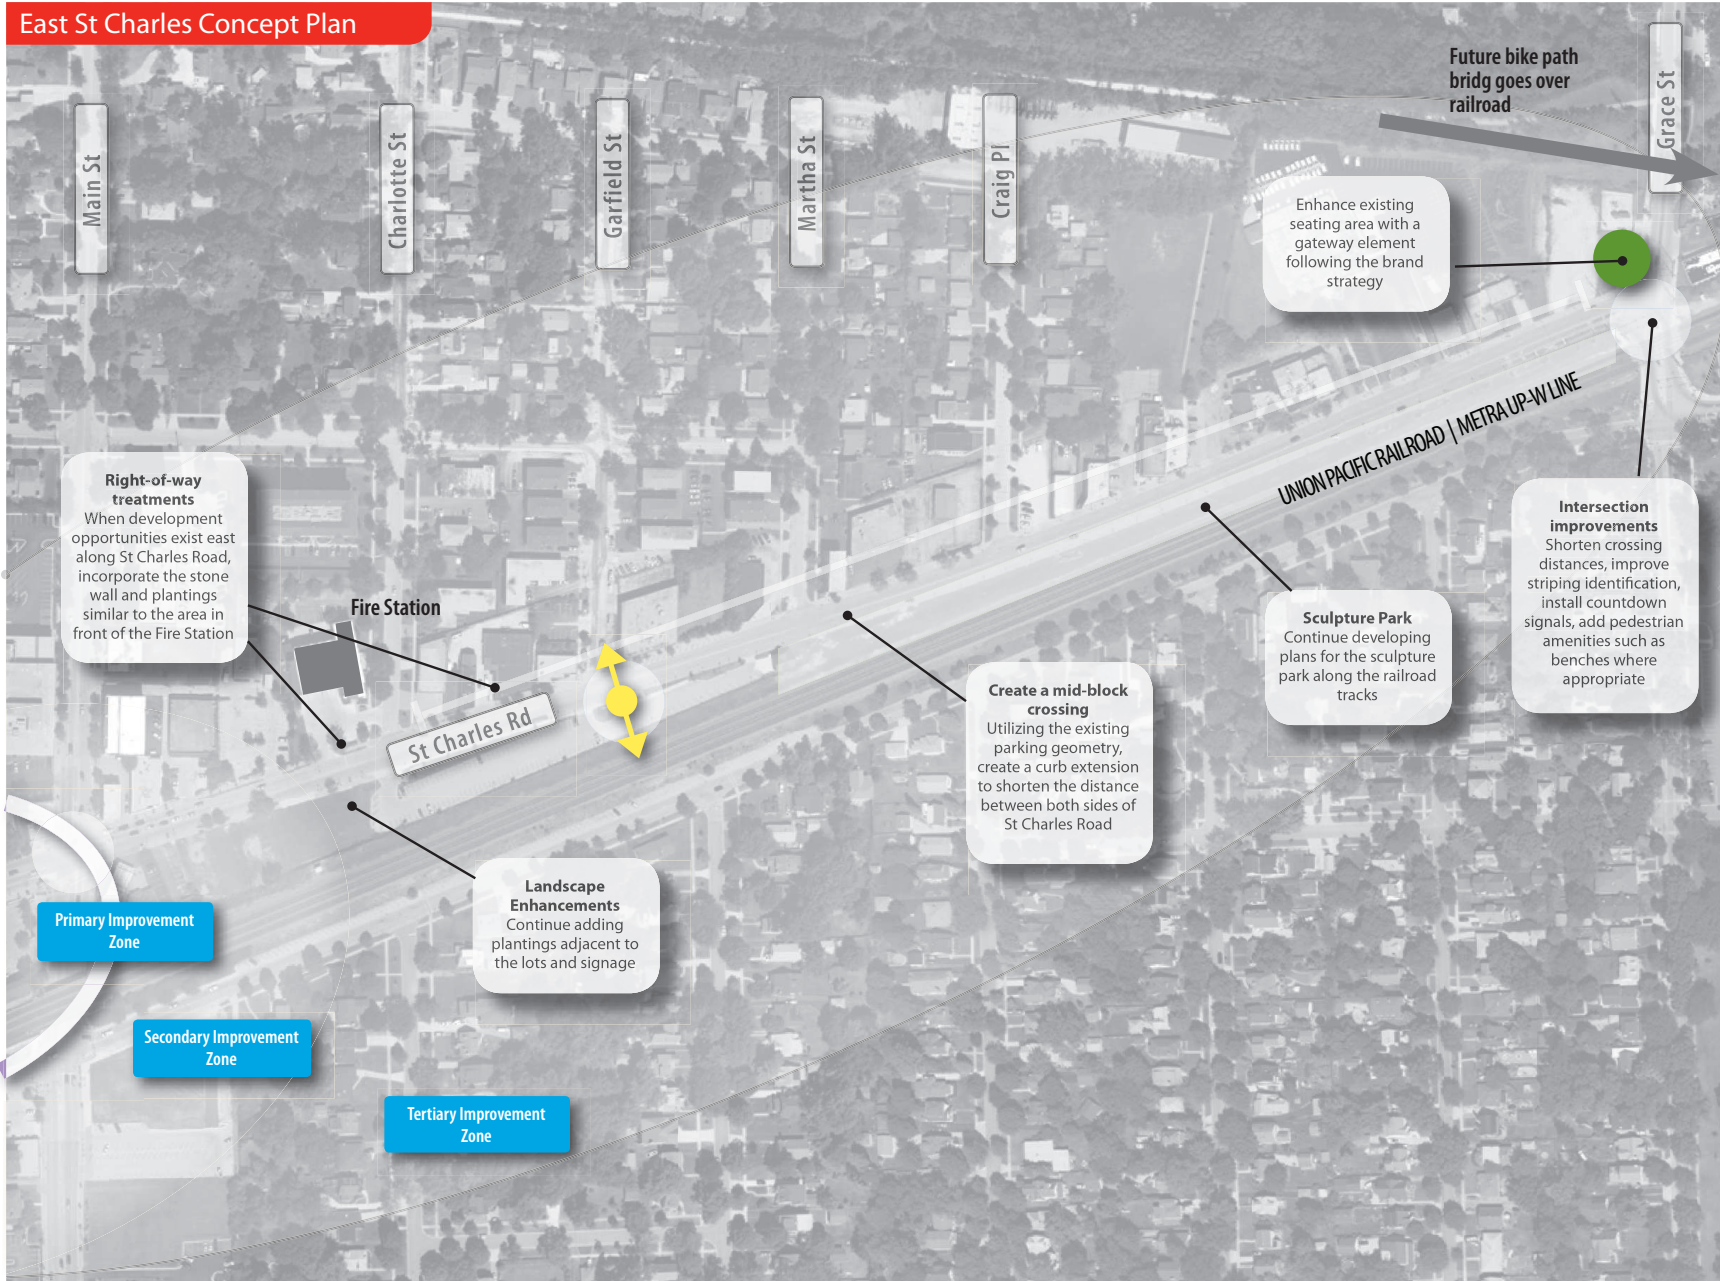 East St Charles Concept Plan
Main St
Charlotte St
Garfield St
Martha St
Craig Pl
Grace St
Future bike path
bridg goes over
railroad
Enhance existing
seating area with a
gateway element
following the brand
strategy
UNION PACIFIC RAILROAD | METRA UP-W LINE
Right-of-way
treatments
When development
opportunities exist east
along St Charles Road,
incorporate the stone
wall and plantings
similar to the area in
front of the Fire Station
Fire Station
St Charles Rd
Intersection
improvements
Shorten crossing
distances, improve
striping identification,
install countdown
signals, add pedestrian
amenities such as
benches where
appropriate
Sculpture Park
Continue developing
plans for the sculpture
park along the railroad
tracks
Create a mid-block
crossing
Utilizing the existing
parking geometry,
create a curb extension
to shorten the distance
between both sides of
St Charles Road
Landscape
Enhancements
Continue adding
plantings adjacent to
the lots and signage
Primary Improvement
Zone
Secondary Improvement
Zone
Tertiary Improvement
Zone